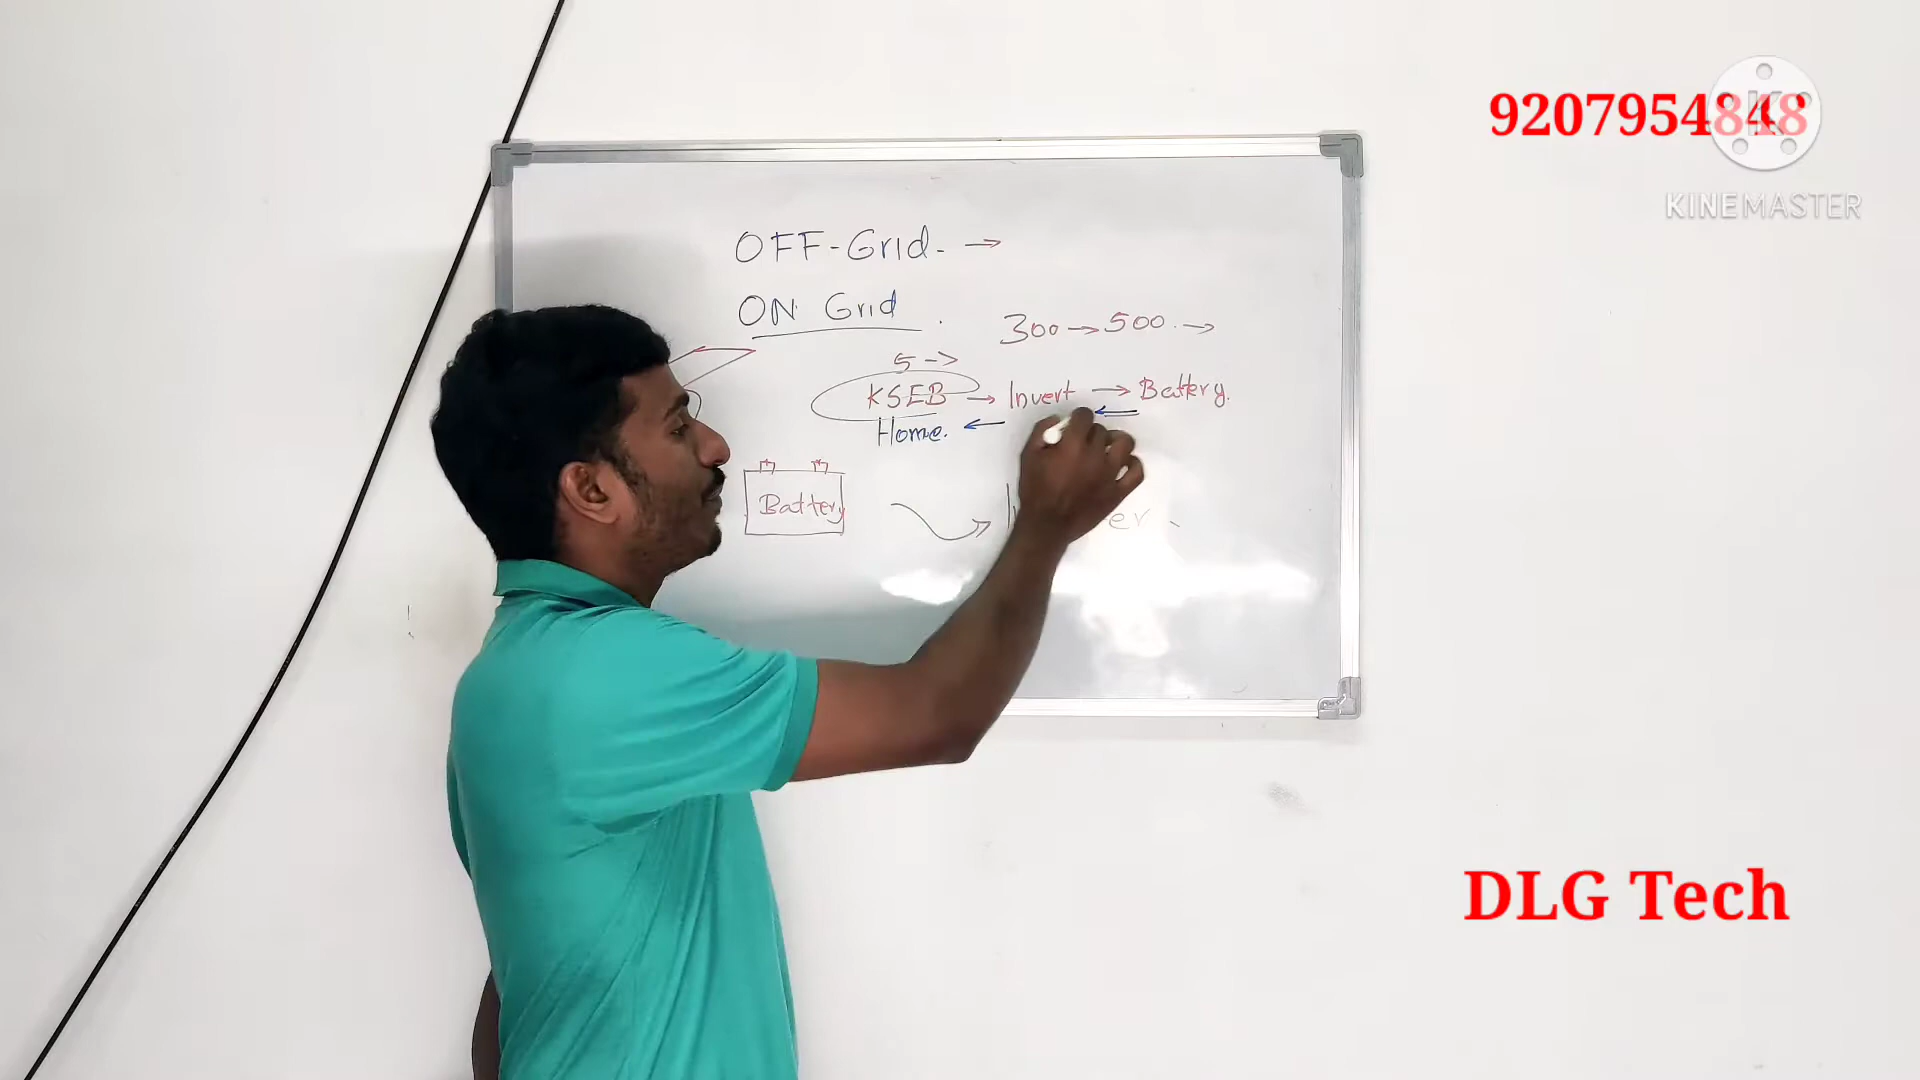 9207954848
KINEMASTER
OFF-Grid- →
ON Grid .
300 → 500 →
5 →
KSEB → Invert → Battery.
Home. ← ←
Battery
DLG Tech